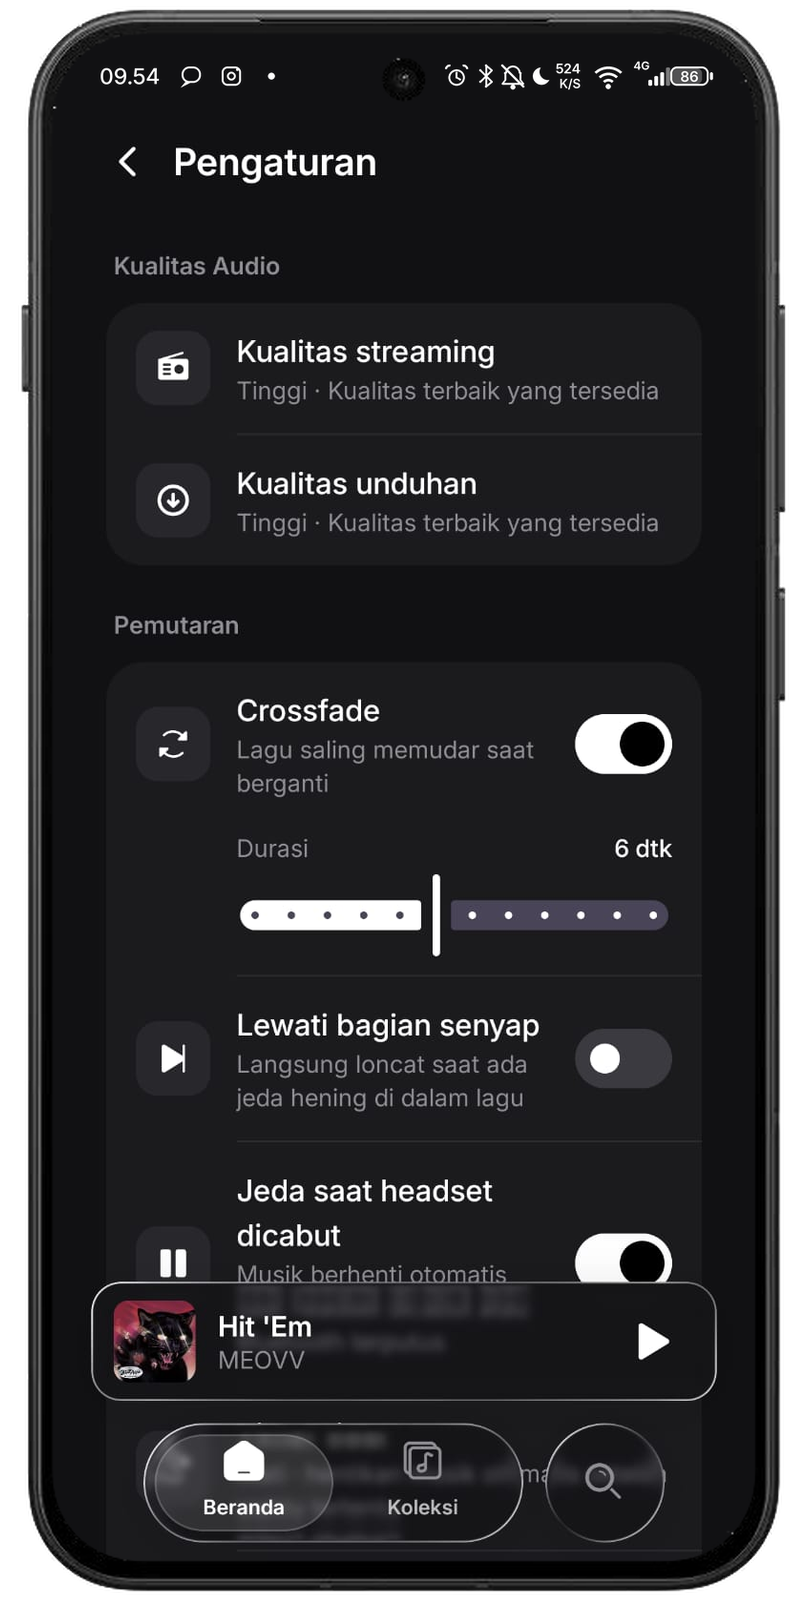 09.54
524
K/S
4G
86
Pengaturan
Kualitas Audio
Kualitas streaming
Tinggi · Kualitas terbaik yang tersedia
Kualitas unduhan
Tinggi · Kualitas terbaik yang tersedia
Pemutaran
Crossfade
Lagu saling memudar saat
berganti
Durasi
6 dtk
Lewati bagian senyap
Langsung loncat saat ada
jeda hening di dalam lagu
Jeda saat headset
dicabut
Musik berhenti otomatis
Hit 'Em
MEOVV
Beranda
Koleksi